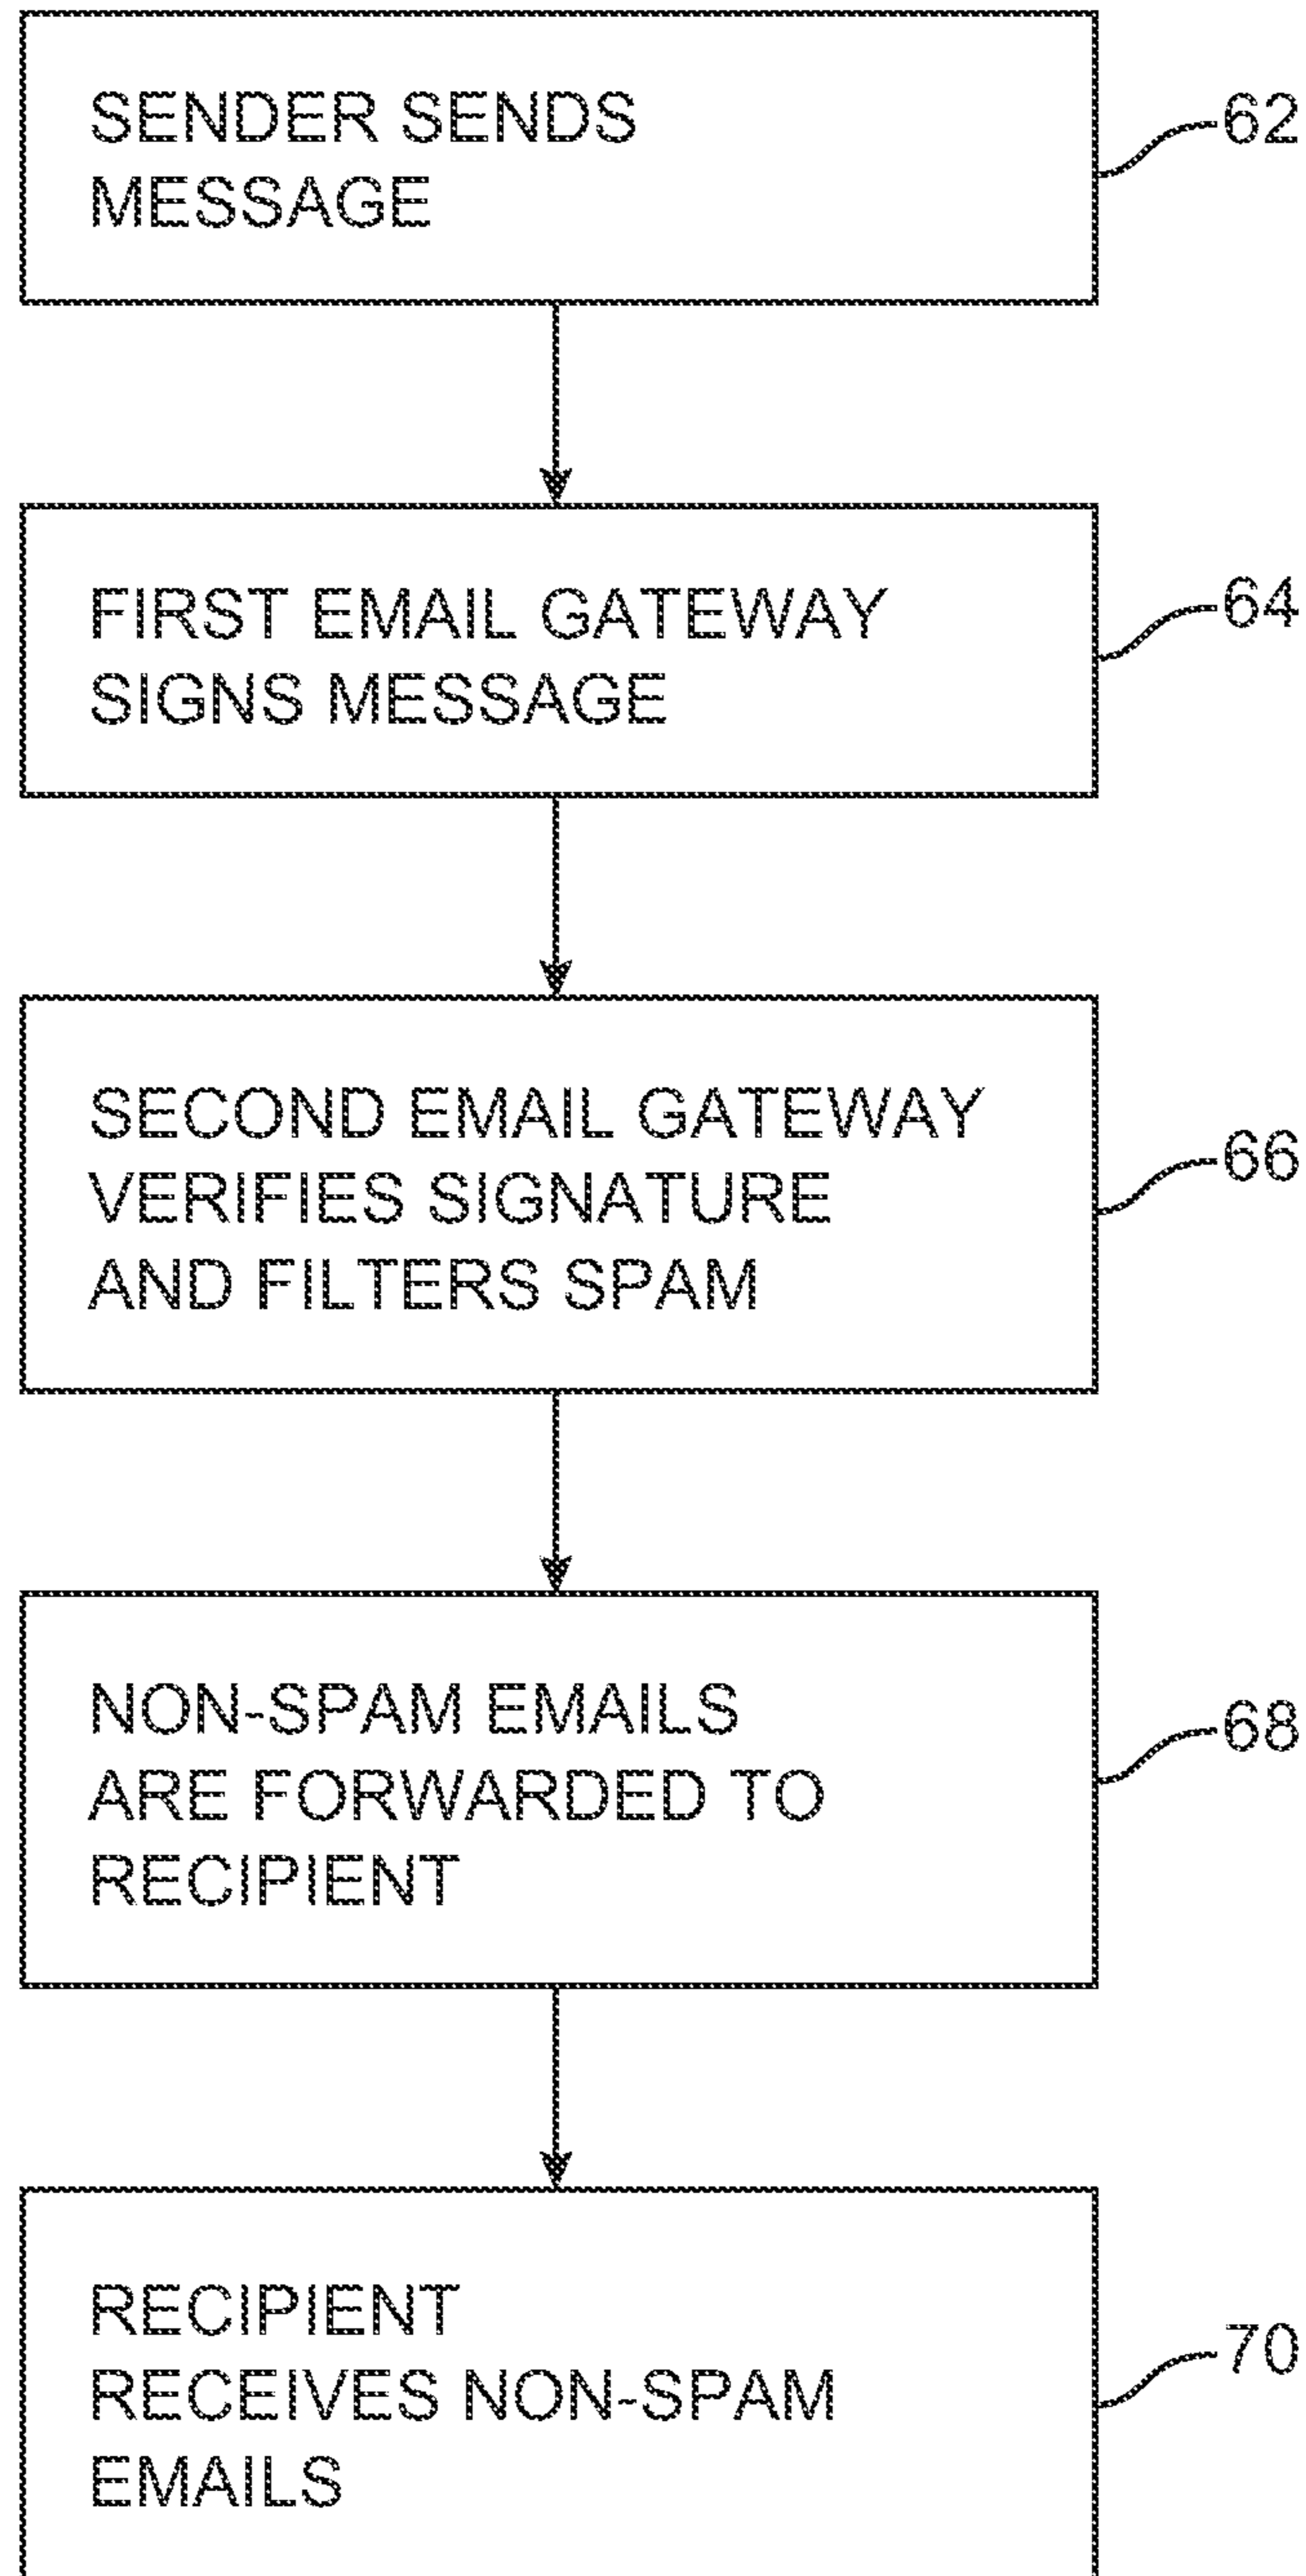 SENDER SENDS
MESSAGE
62
FIRST EMAIL GATEWAY
SIGNS MESSAGE
64
SECOND EMAIL GATEWAY
VERIFIES SIGNATURE
AND FILTERS SPAM
66
NON-SPAM EMAILS
ARE FORWARDED TO
RECIPIENT
68
RECIPIENT
RECEIVES NON-SPAM
EMAILS
70